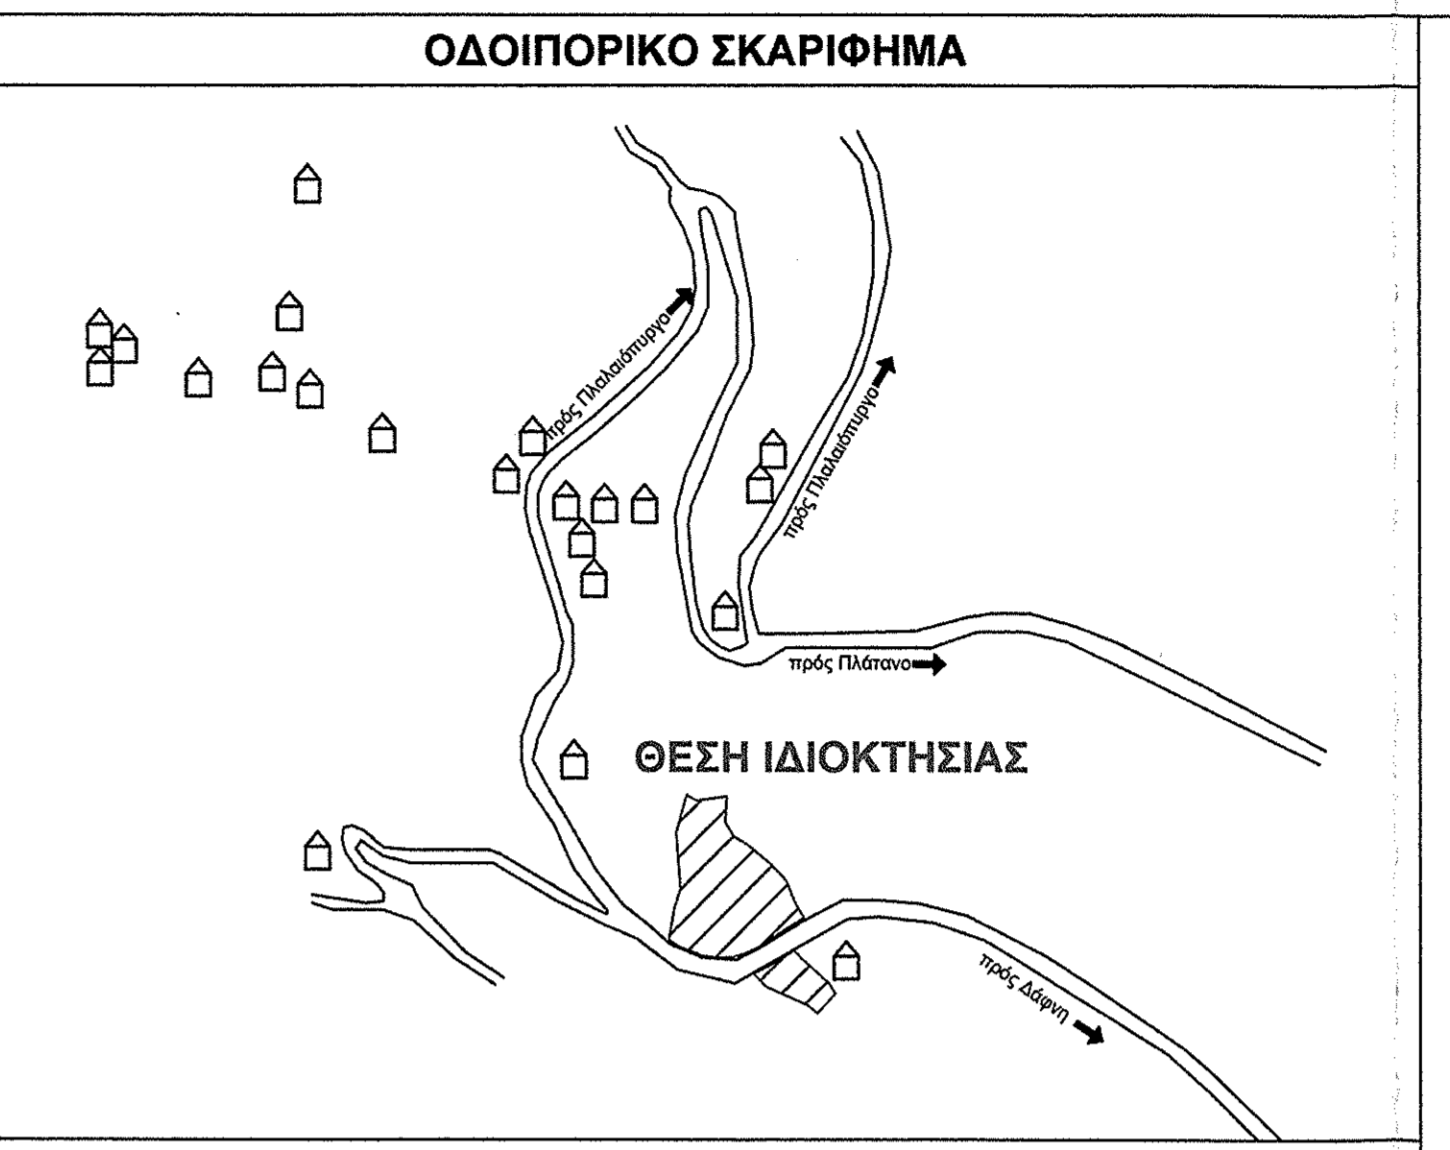 ΟΔΟΙΠΟΡΙΚΟ ΣΚΑΡΙΦΗΜΑ
πρός Πλαλαιόπυργο
πρός Πλαλαιόπυργο
πρός Πλάτανο
ΘΕΣΗ ΙΔΙΟΚΤΗΣΙΑΣ
πρός Δάφνη